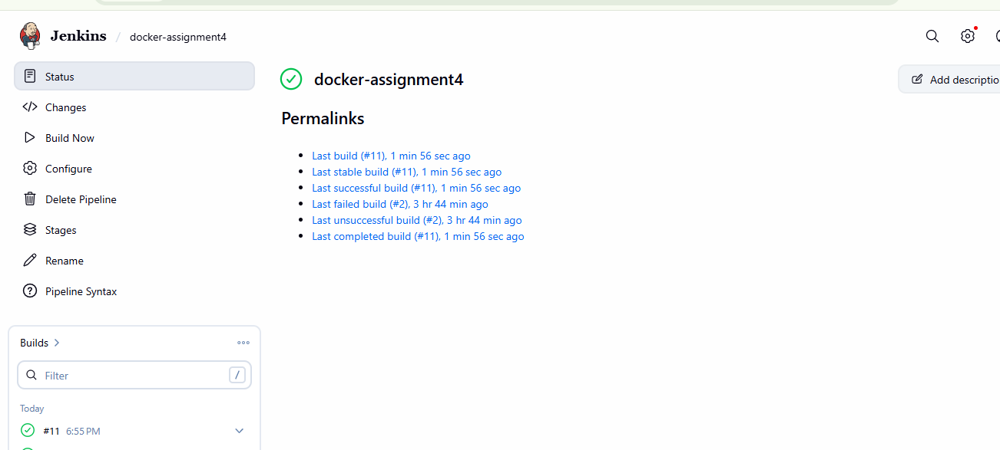 Jenkins / docker-assignment4
Status
Changes
Build Now
Configure
Delete Pipeline
Stages
Rename
Pipeline Syntax
Builds
Filter /
Today
#11 6:55 PM
docker-assignment4
Add descriptio
Permalinks
Last build (#11), 1 min 56 sec ago
Last stable build (#11), 1 min 56 sec ago
Last successful build (#11), 1 min 56 sec ago
Last failed build (#2), 3 hr 44 min ago
Last unsuccessful build (#2), 3 hr 44 min ago
Last completed build (#11), 1 min 56 sec ago